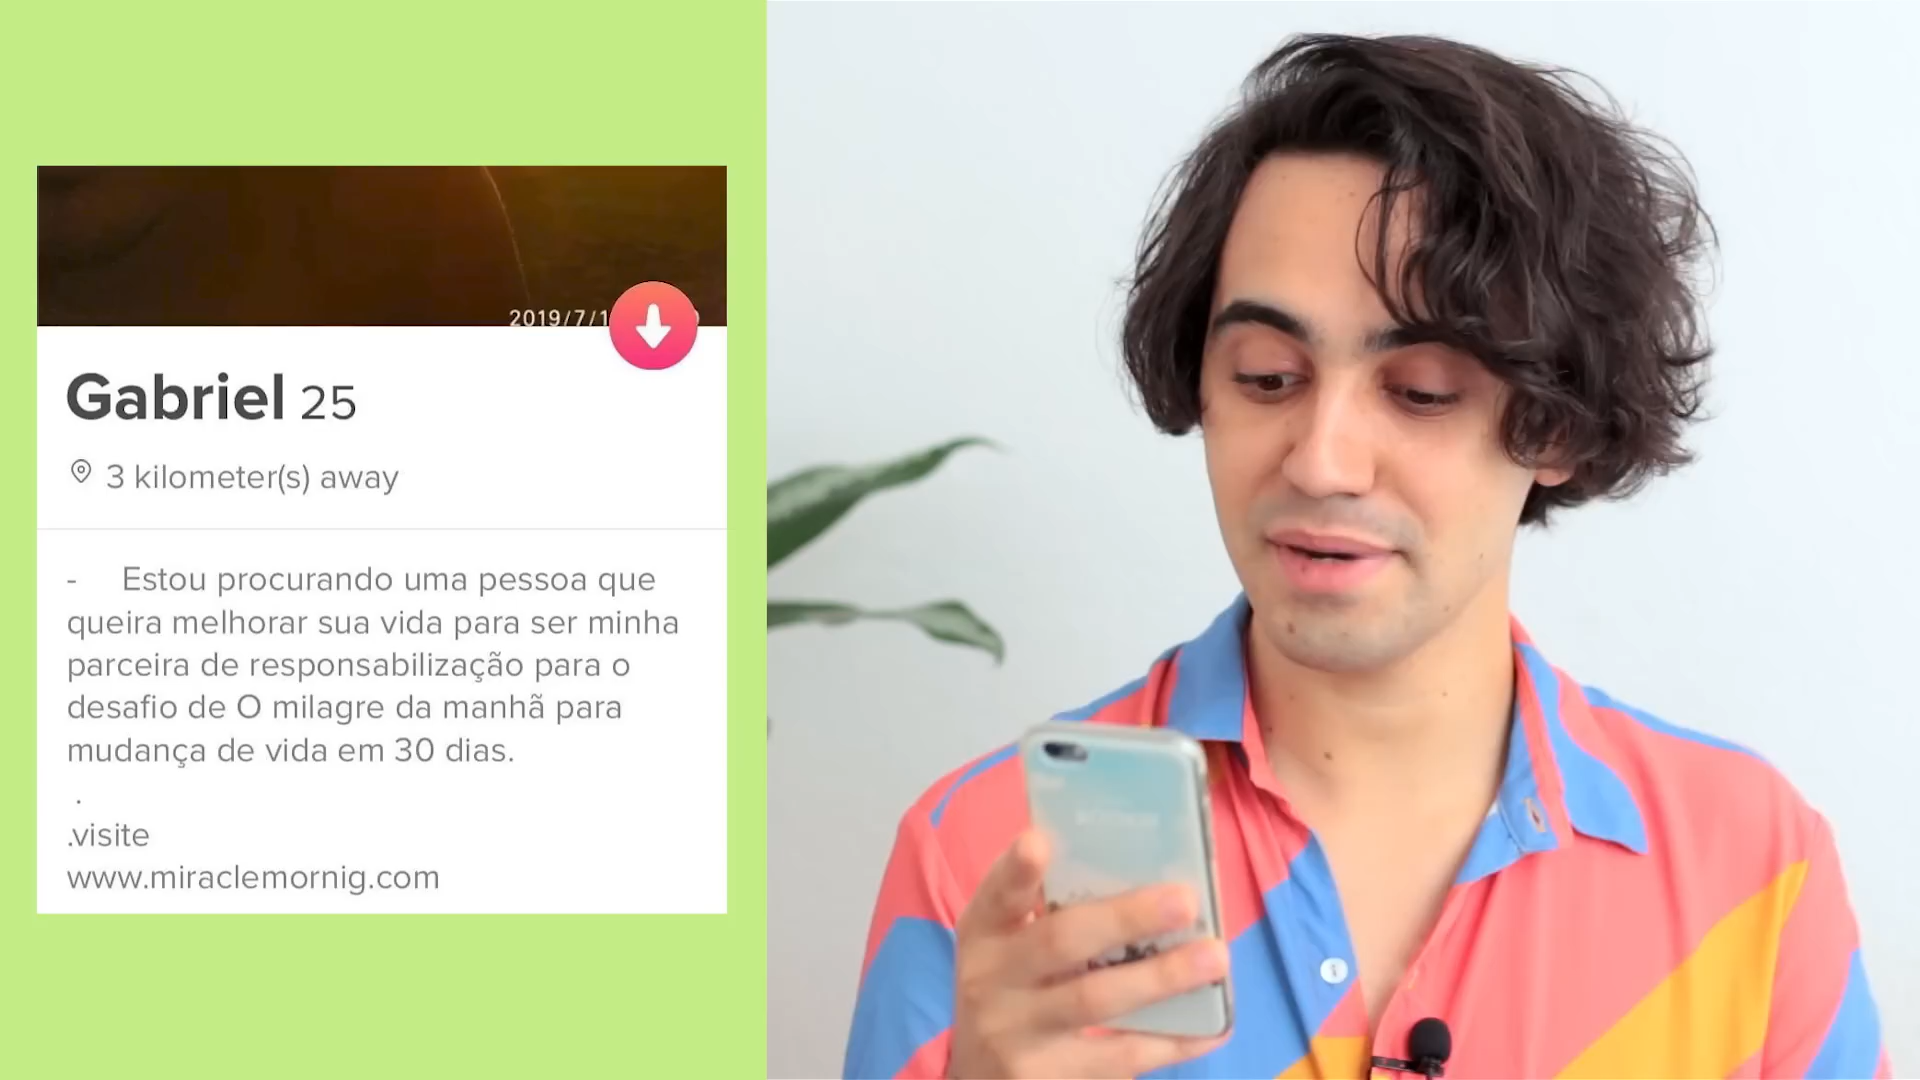 2019/7/1
Gabriel 25
3 kilometer(s) away
- Estou procurando uma pessoa que
queira melhorar sua vida para ser minha
parceira de responsabilização para o
desafio de O milagre da manhã para
mudança de vida em 30 dias.
.
.visite
www.miraclemornig.com